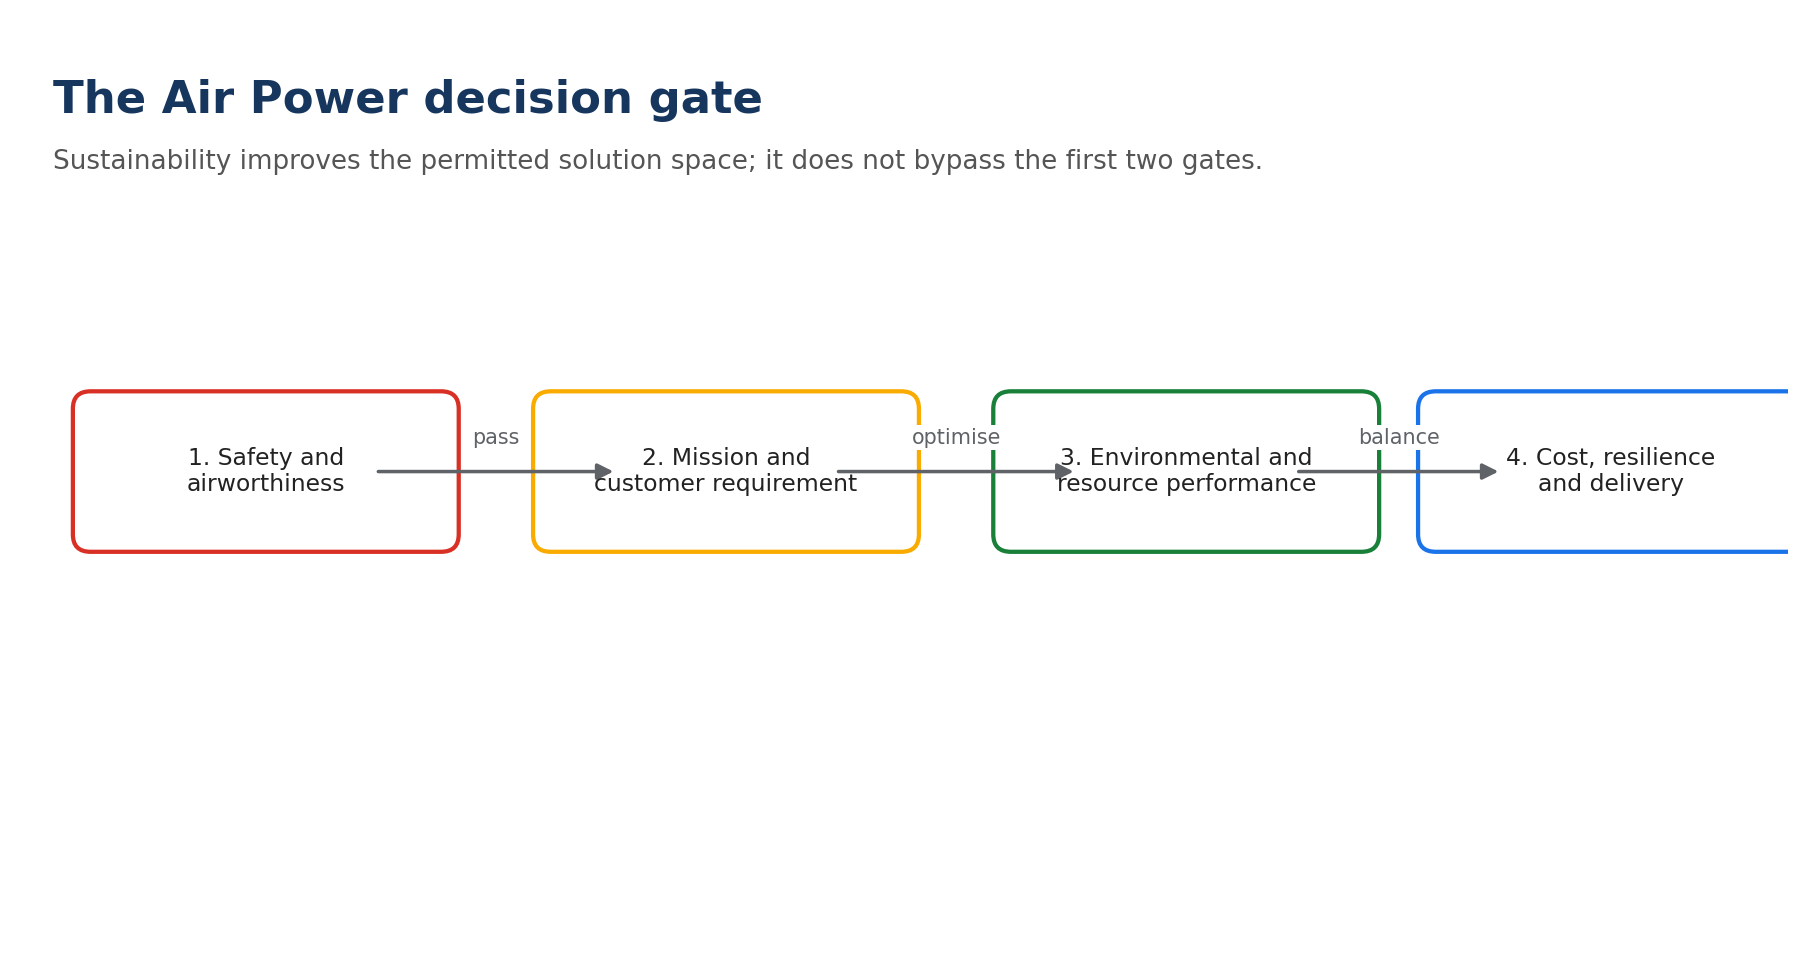 The Air Power decision gate
Sustainability improves the permitted solution space; it does not bypass the first two gates.
1. Safety and
airworthiness
pass
2. Mission and
customer requirement
optimise
3. Environmental and
resource performance
balance
4. Cost, resilience
and delivery